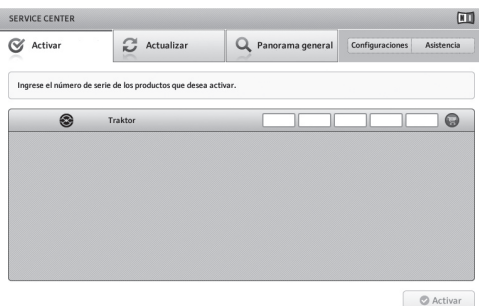 SERVICE CENTER
Activar
Actualizar
Panorama general
Configuraciones
Asistencia
Ingrese el número de serie de los productos que desea activar.
Traktor
Activar